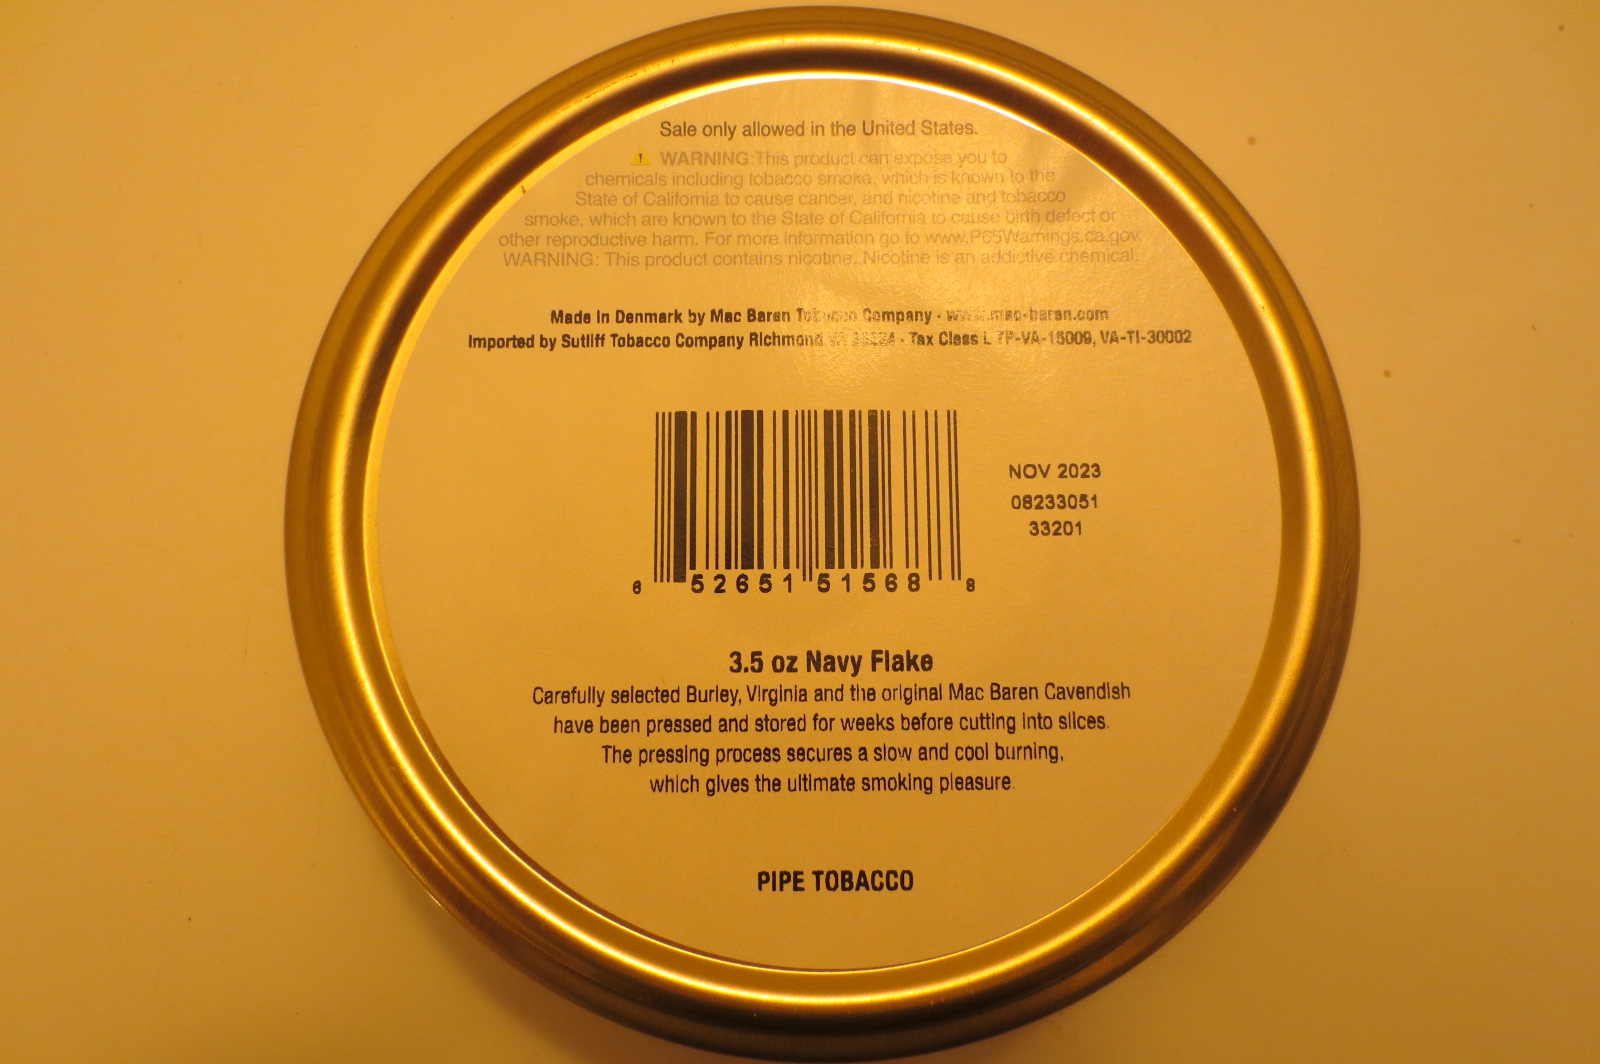 Sale only allowed in the United States.
⚠ WARNING:This product can expose you to
chemicals including tobacco smoke, which is known to the
State of California to cause cancer, and nicotine and tobacco
smoke, which are known to the State of California to cause birth defect or
other reproductive harm. For more information go to www.P65Warnings.ca.gov.
WARNING: This product contains nicotine. Nicotine is an addictive chemical.
Made in Denmark by Mac Baren Tobacco Company - www.mac-baren.com
Imported by Sutliff Tobacco Company Richmond VA - Tax Class L TP-VA-15009, VA-TI-30002
NOV 2023
08233051
33201
6 52651 51568 8
3.5 oz Navy Flake
Carefully selected Burley, Virginia and the original Mac Baren Cavendish
have been pressed and stored for weeks before cutting into slices.
The pressing process secures a slow and cool burning,
which gives the ultimate smoking pleasure.
PIPE TOBACCO